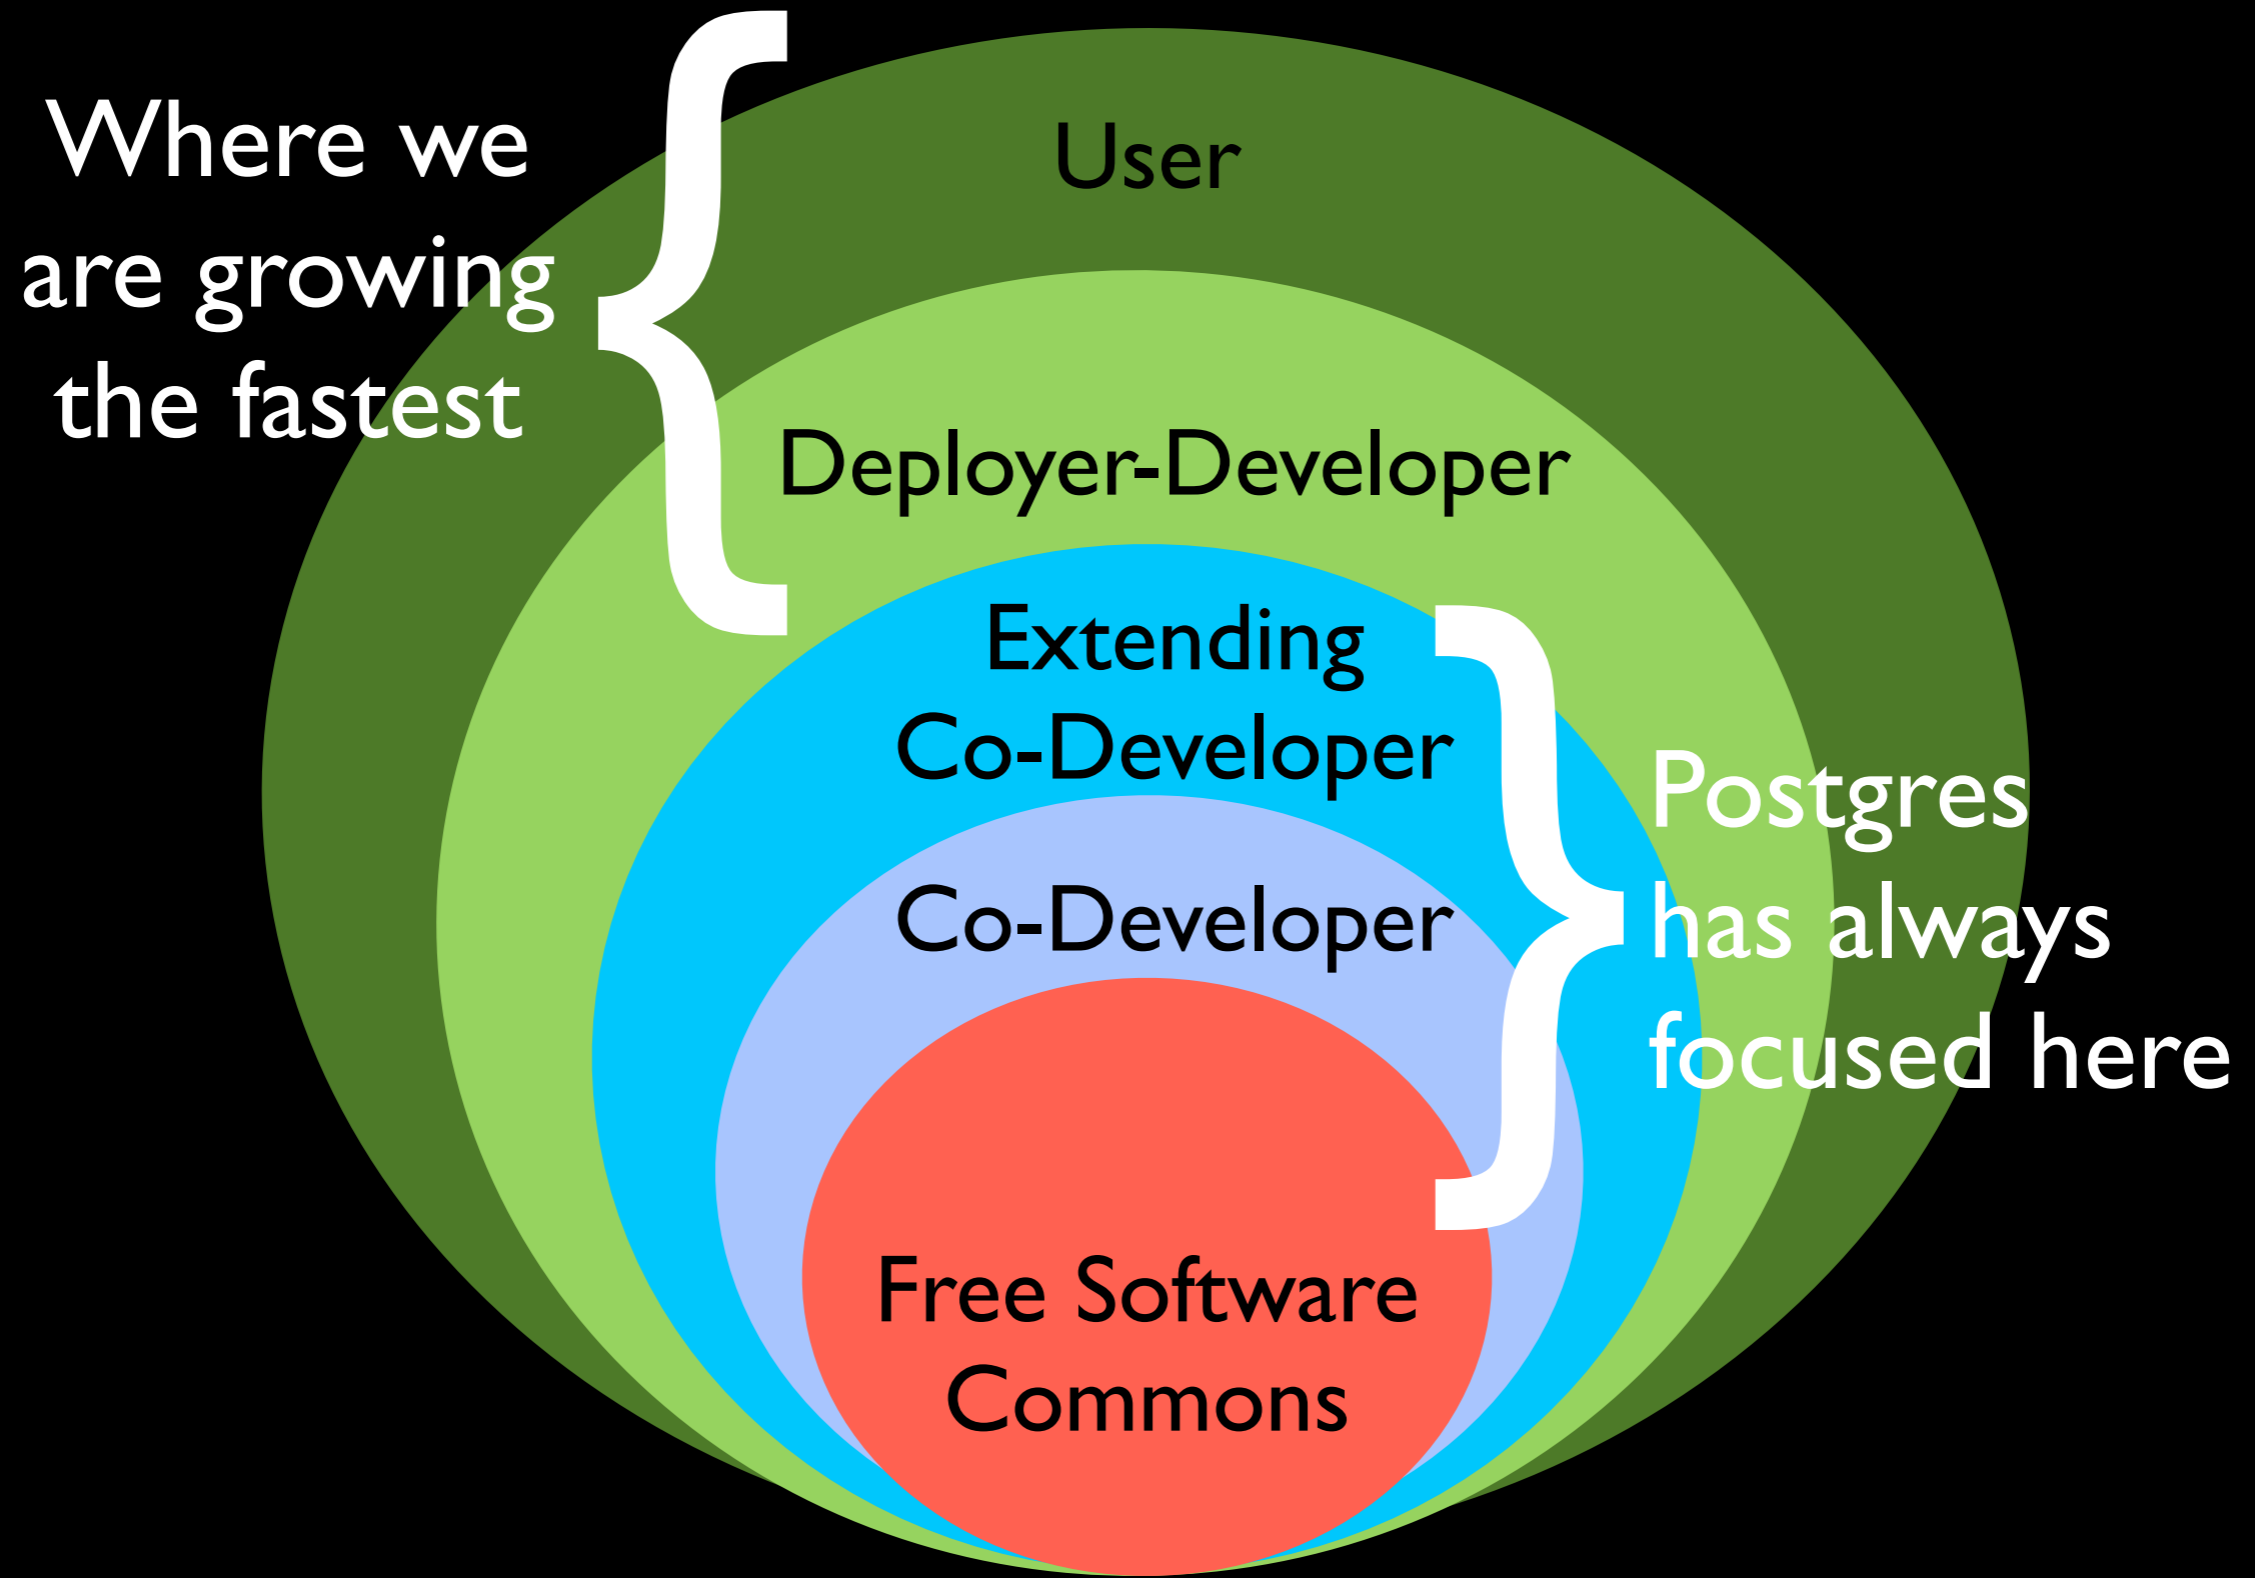 Where we
are growing
the fastest
User
Deployer-Developer
Extending
Co-Developer
Co-Developer
Postgres
has always
focused here
Free Software
Commons